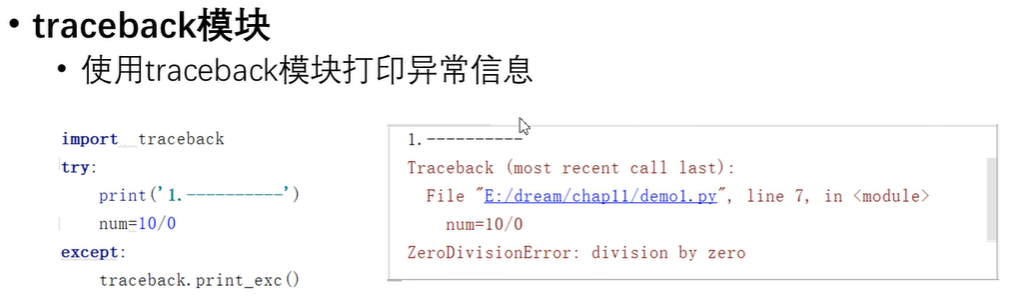 • traceback模块
• 使用traceback模块打印异常信息
import traceback
try:
    print('1.----------')
    num=10/0
except:
    traceback.print_exc()
1.----------
Traceback (most recent call last):
  File "E:/dream/chap11/demo1.py", line 7, in <module>
    num=10/0
ZeroDivisionError: division by zero